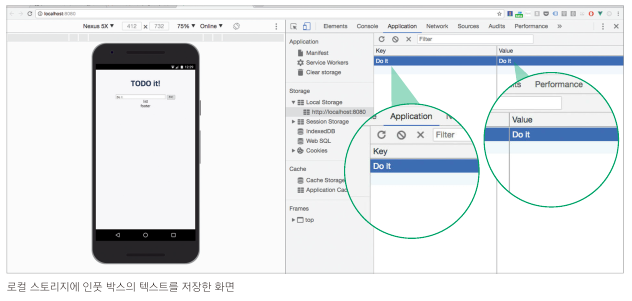 localhost:8080
Nexus 5X ▼ 412 x 732 75% ▼ Online ▼
Elements Console Application Network Sources Audits Performance »
Application
Manifest
Service Workers
Clear storage
Storage
Local Storage
http://localhost:8080
Session Storage
IndexedDB
Web SQL
Cookies
Cache
Cache Storage
Application Cac
Frames
top
Filter
Key Value
Do It Do It
12:29
TODO it!
footer
Application
Filter
Key
Do It
ts Performance
Value
Do It
로컬 스토리지에 인풋 박스의 텍스트를 저장한 화면